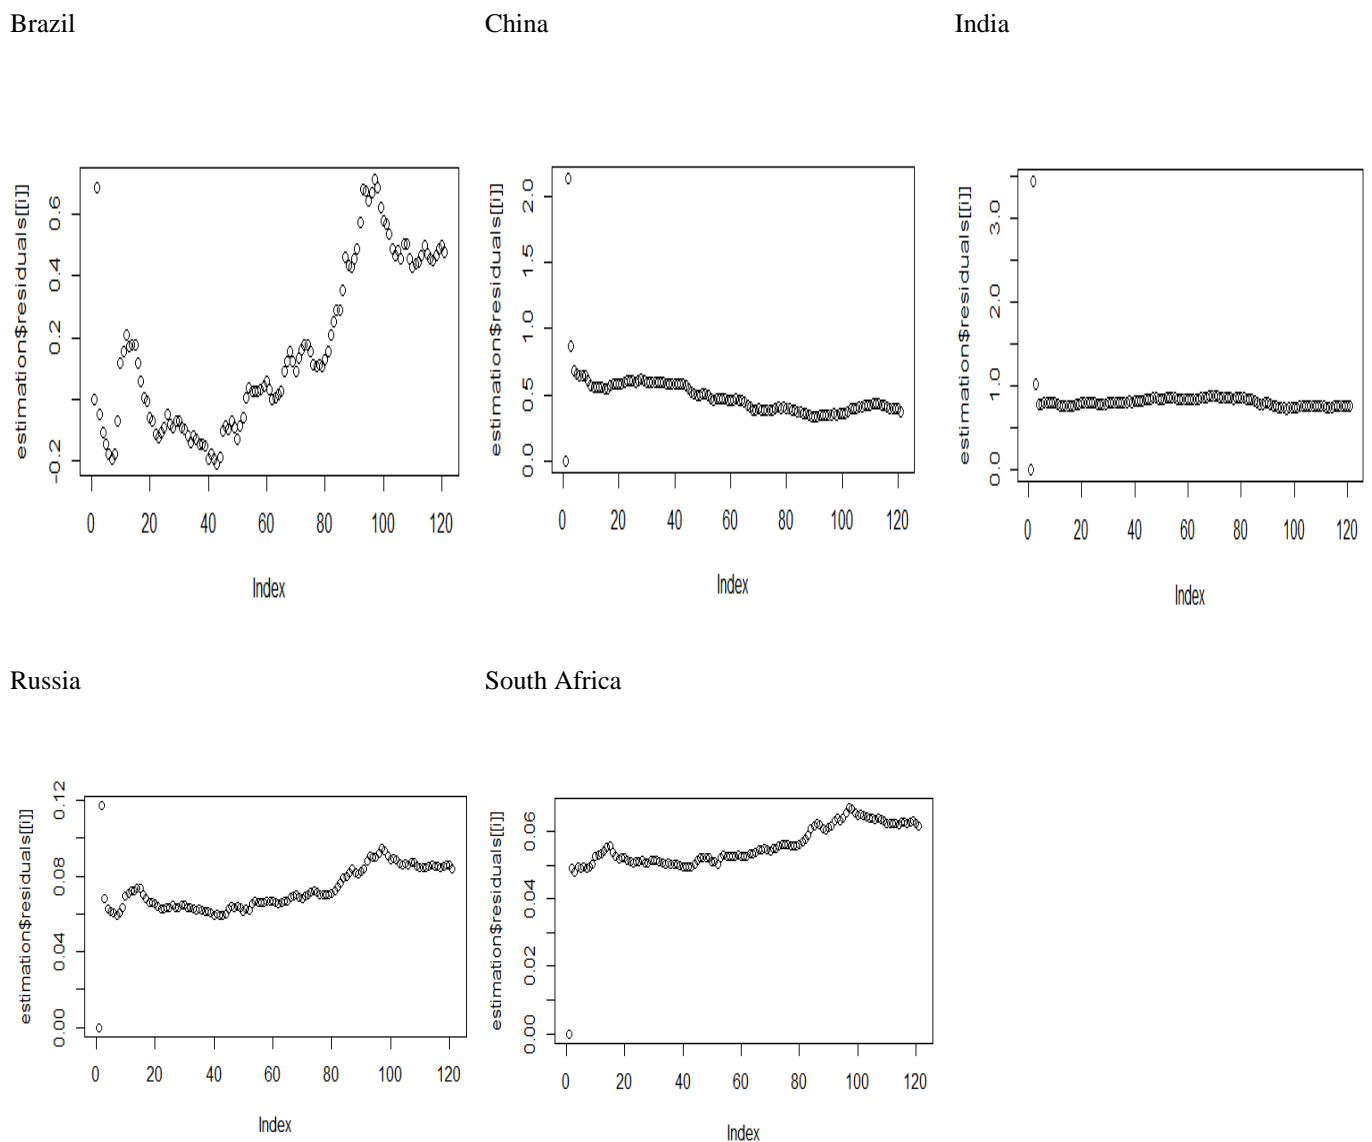 Brazil
China
India
estimation$residuals[[i]]
0.6
0.4
0.2
-0.2
0 20 40 60 80 100 120
Index
estimation$residuals[[i]]
2.0
1.5
1.0
0.5
0.0
0 20 40 60 80 100 120
Index
estimation$residuals[[i]]
3.0
2.0
1.0
0.0
0 20 40 60 80 100 120
Index
Russia
South Africa
estimation$residuals[[i]]
0.12
0.08
0.04
0.00
0 20 40 60 80 100 120
Index
estimation$residuals[[i]]
0.06
0.04
0.02
0.00
0 20 40 60 80 100 120
Index